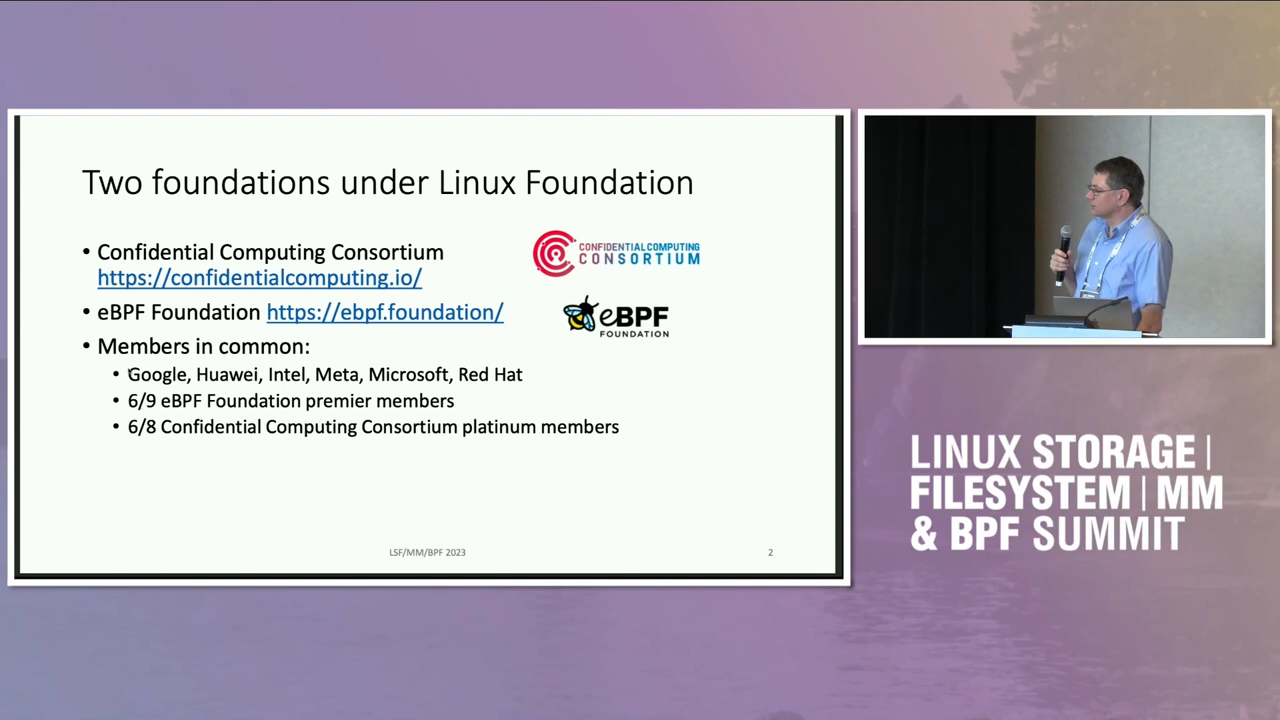 Two foundations under Linux Foundation
• Confidential Computing Consortium
https://confidentialcomputing.io/
• eBPF Foundation https://ebpf.foundation/
• Members in common:
• Google, Huawei, Intel, Meta, Microsoft, Red Hat
• 6/9 eBPF Foundation premier members
• 6/8 Confidential Computing Consortium platinum members
CONFIDENTIAL COMPUTING
CONSORTIUM
eBPF
FOUNDATION
LSF/MM/BPF 2023
2
LINUX STORAGE |
FILESYSTEM | MM
& BPF SUMMIT